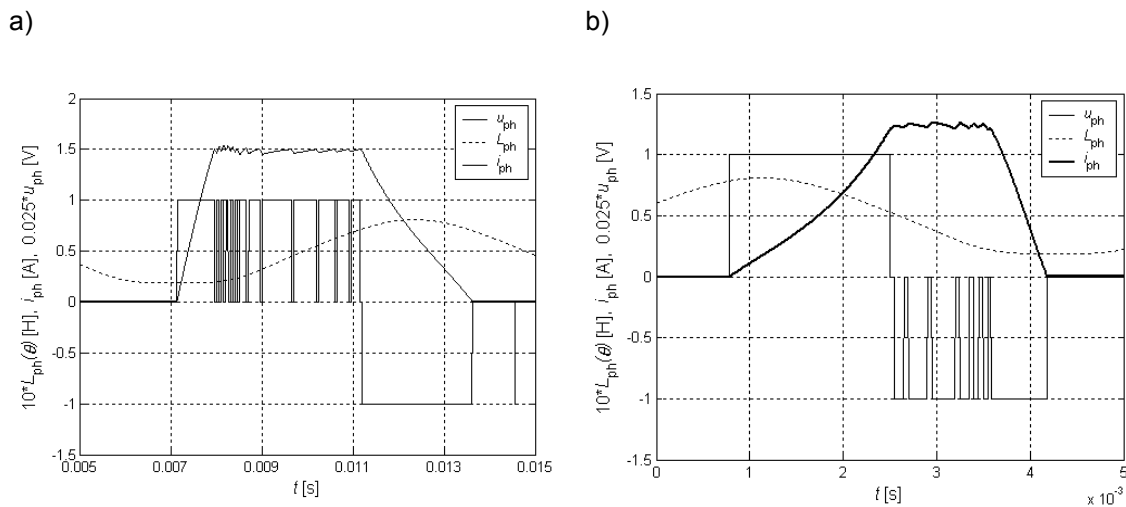 a)
10*Lph(θ) [H], iph [A], 0.025*uph [V]
2
1.5
1
0.5
0
-0.5
-1
-1.5
0.005
0.007
0.009
0.011
0.013
0.015
t [s]
uph
Lph
iph
b)
10*Lph(θ) [H], iph [A], 0.025*uph [V]
1.5
1
0.5
0
-0.5
-1
-1.5
0
1
2
3
4
5
t [s]
x 10-3
uph
Lph
iph